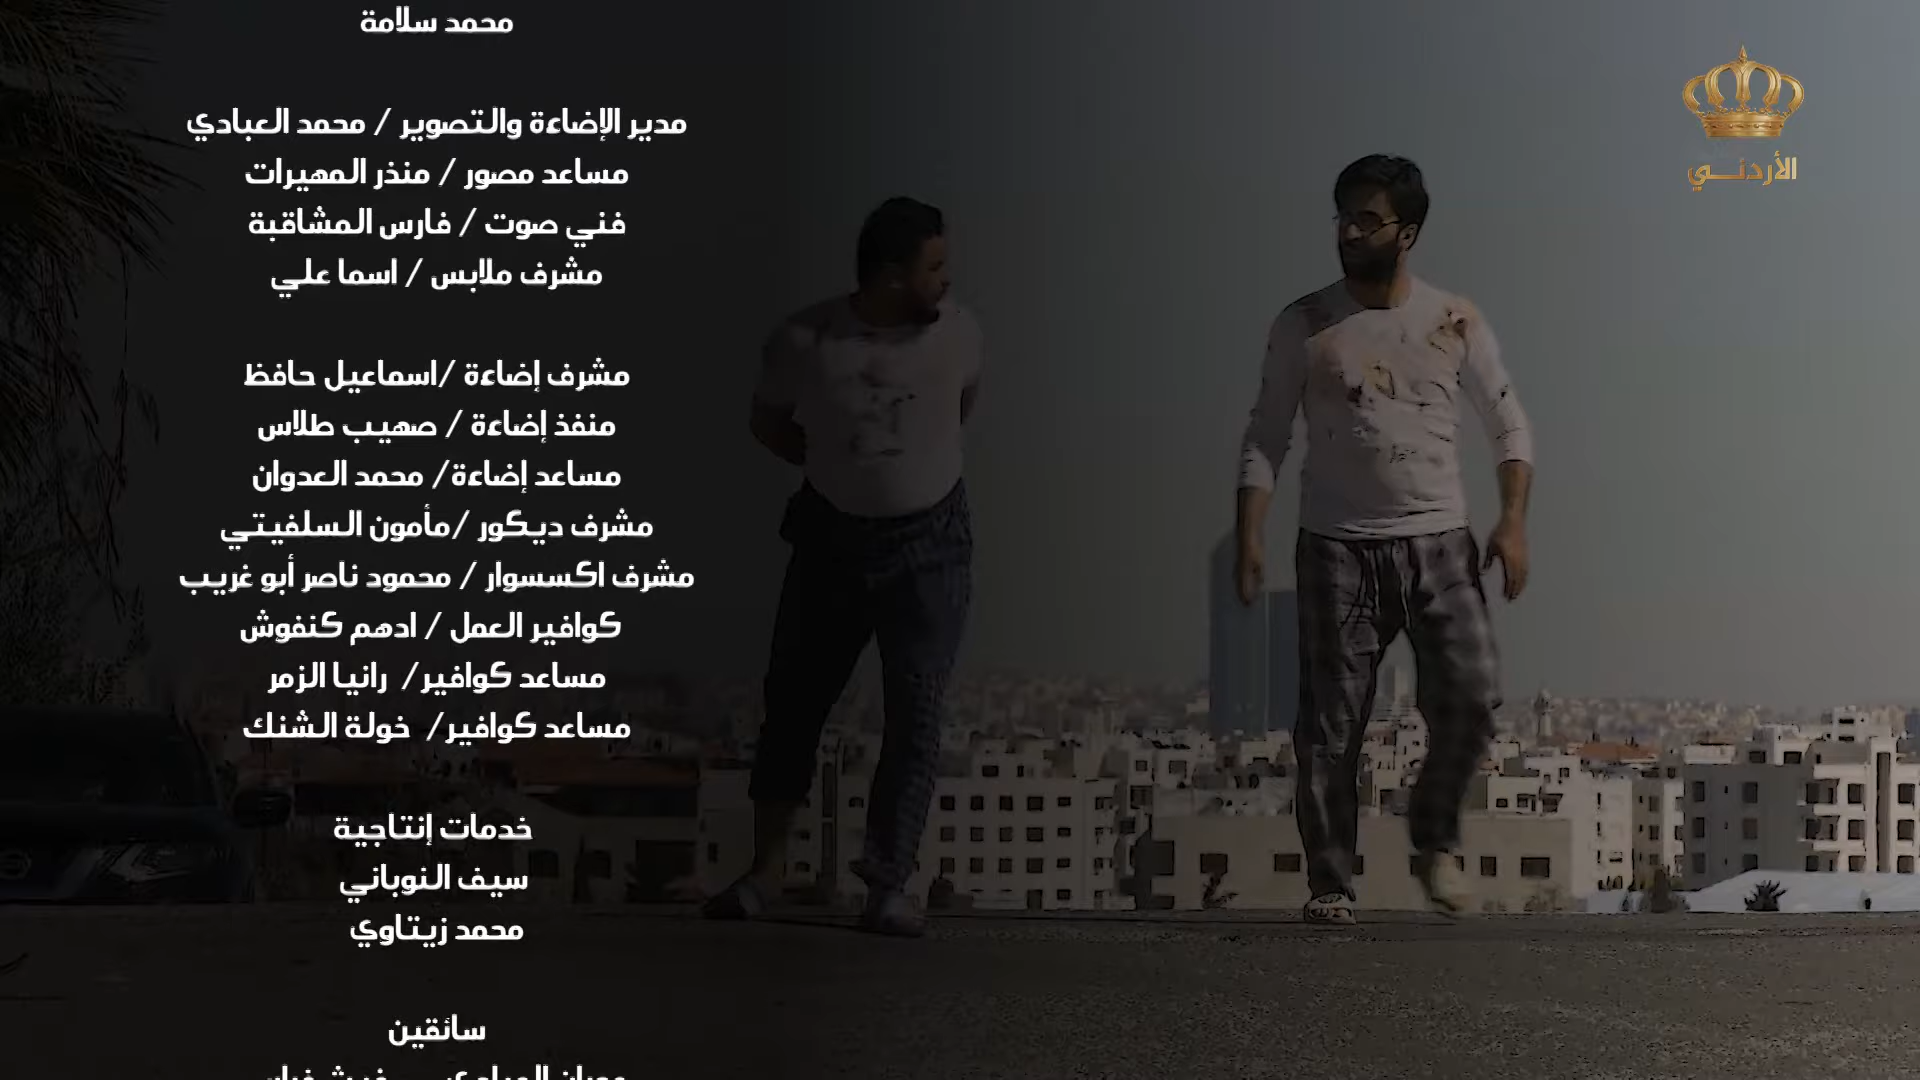 محمد سلامة
مدير الإضاءة والتصوير / محمد العبادي
مساعد مصور / منذر المهيرات
فني صوت / فارس المشاقبة
مشرف ملابس / اسما علي
مشرف إضاءة /اسماعيل حافظ
منفذ إضاءة / صهيب طلاس
مساعد إضاءة/ محمد العدوان
مشرف ديكور /مأمون السلفيتي
مشرف اكسسوار / محمود ناصر أبو غريب
كوافير العمل / ادهم كنفوش
مساعد كوافير/ رانيا الزمر
مساعد كوافير/ خولة الشنك
خدمات إنتاجية
سيف النوباني
محمد زيتاوي
سائقين
الأردني